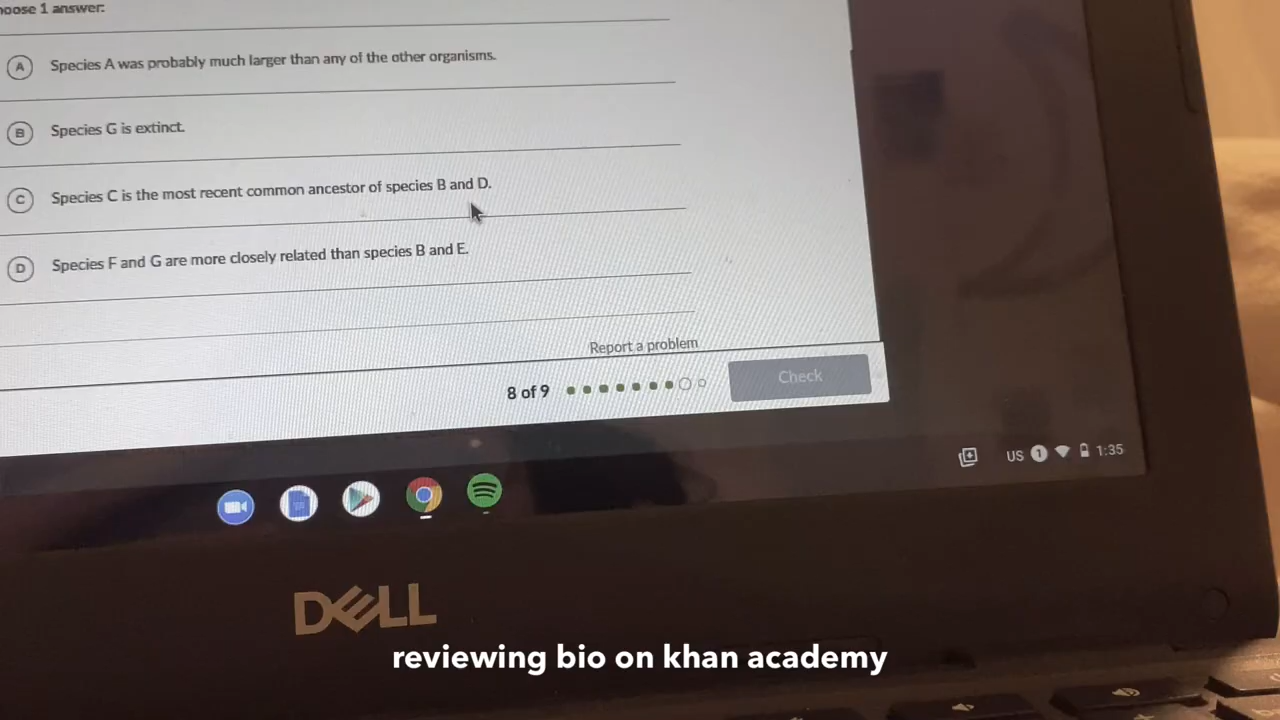 hoose 1 answer:
A
Species A was probably much larger than any of the other organisms.
B
Species G is extinct.
C
Species C is the most recent common ancestor of species B and D.
D
Species F and G are more closely related than species B and E.
Report a problem
8 of 9
Check
US 1 1:35
DELL
reviewing bio on khan academy